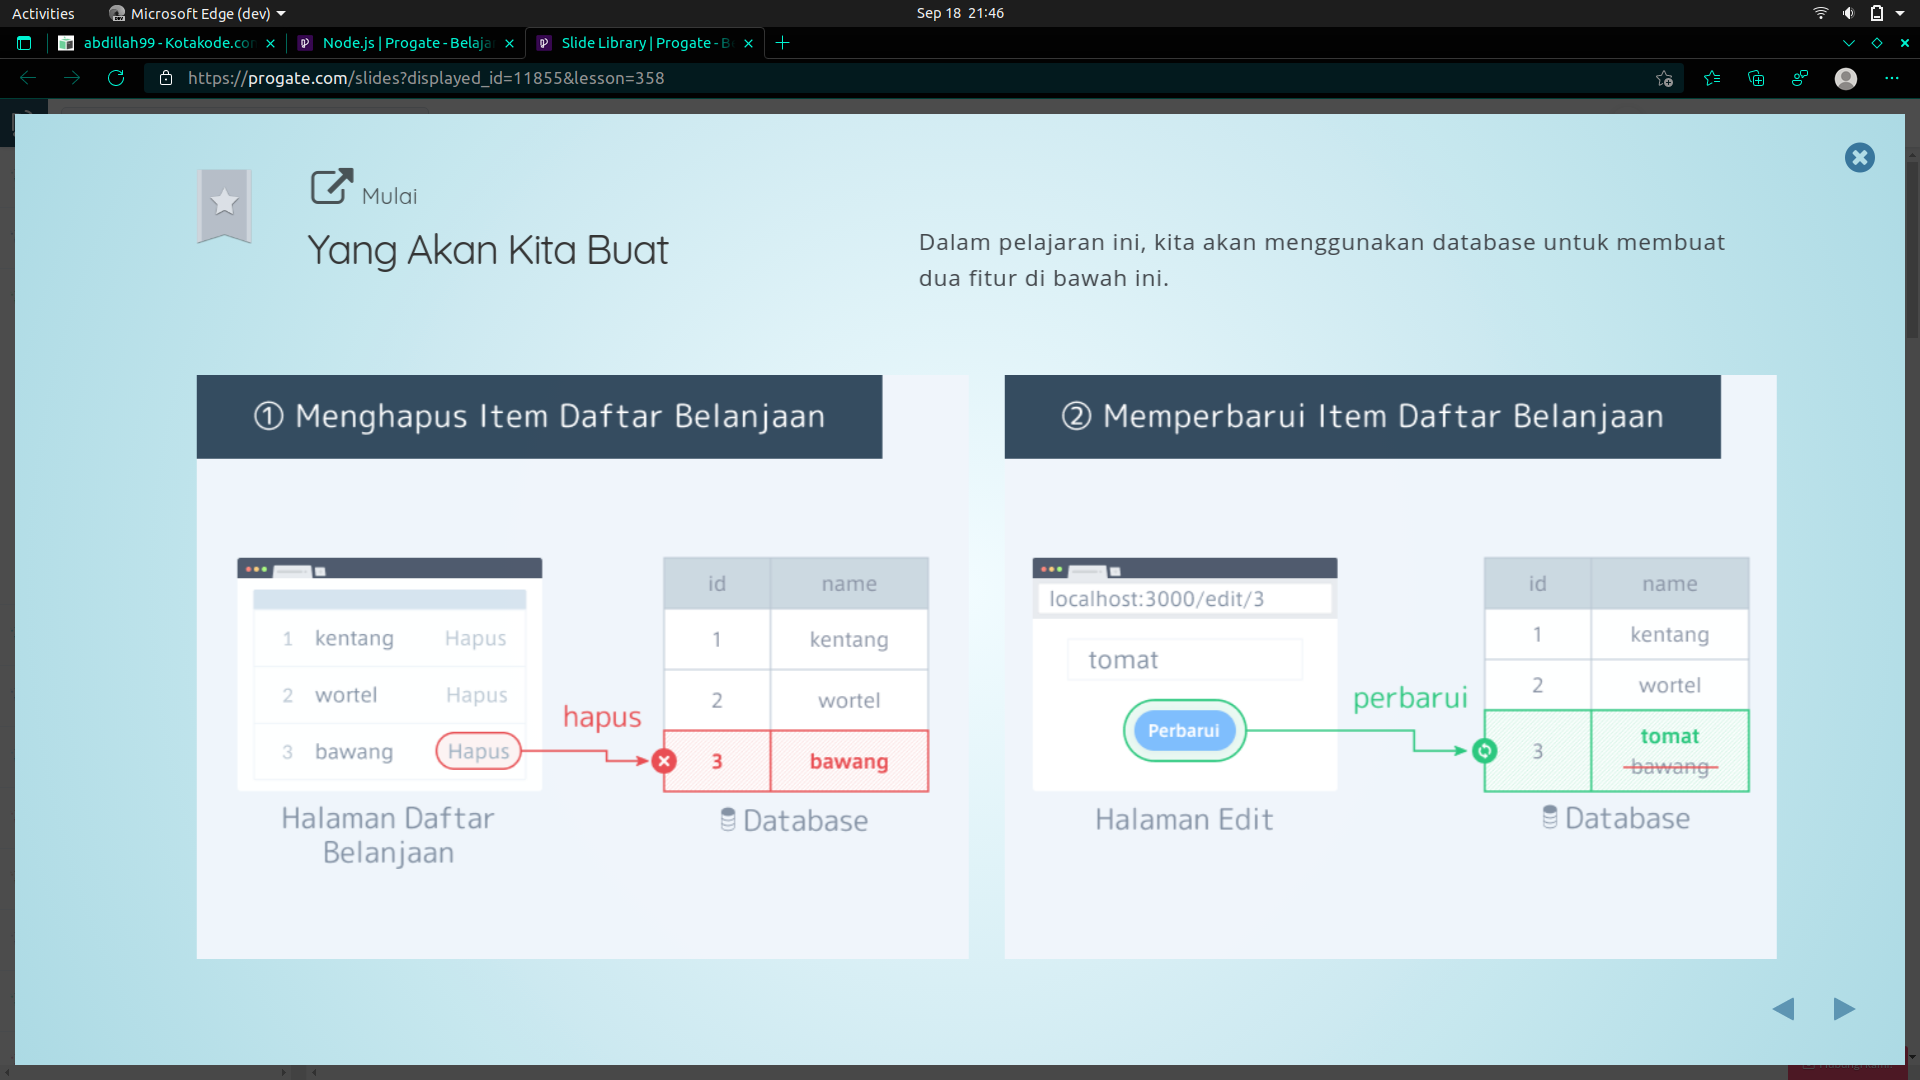 Activities
Microsoft Edge (dev)
Sep 18 21:46
abdillah99 - Kotakode.con
Node.js | Progate - Belaja
Slide Library | Progate - Be
https://progate.com/slides?displayed_id=11855&lesson=358
Mulai
Yang Akan Kita Buat
Dalam pelajaran ini, kita akan menggunakan database untuk membuat
dua fitur di bawah ini.
① Menghapus Item Daftar Belanjaan
1 kentang Hapus
2 wortel Hapus
3 bawang Hapus
hapus
id name
1 kentang
2 wortel
3 bawang
Halaman Daftar
Belanjaan
Database
② Memperbarui Item Daftar Belanjaan
localhost:3000/edit/3
tomat
Perbarui
perbarui
id name
1 kentang
2 wortel
3 tomat
bawang
Halaman Edit
Database